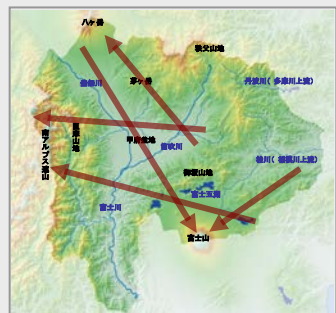 八ヶ岳
秩父山地
茅ヶ岳
丹波川（多摩川上流）
釜無川
甲府盆地
笛吹川
巨摩山地
南アルプス連山
桂川（相模川上流）
御坂山地
富士五湖
富士川
富士山